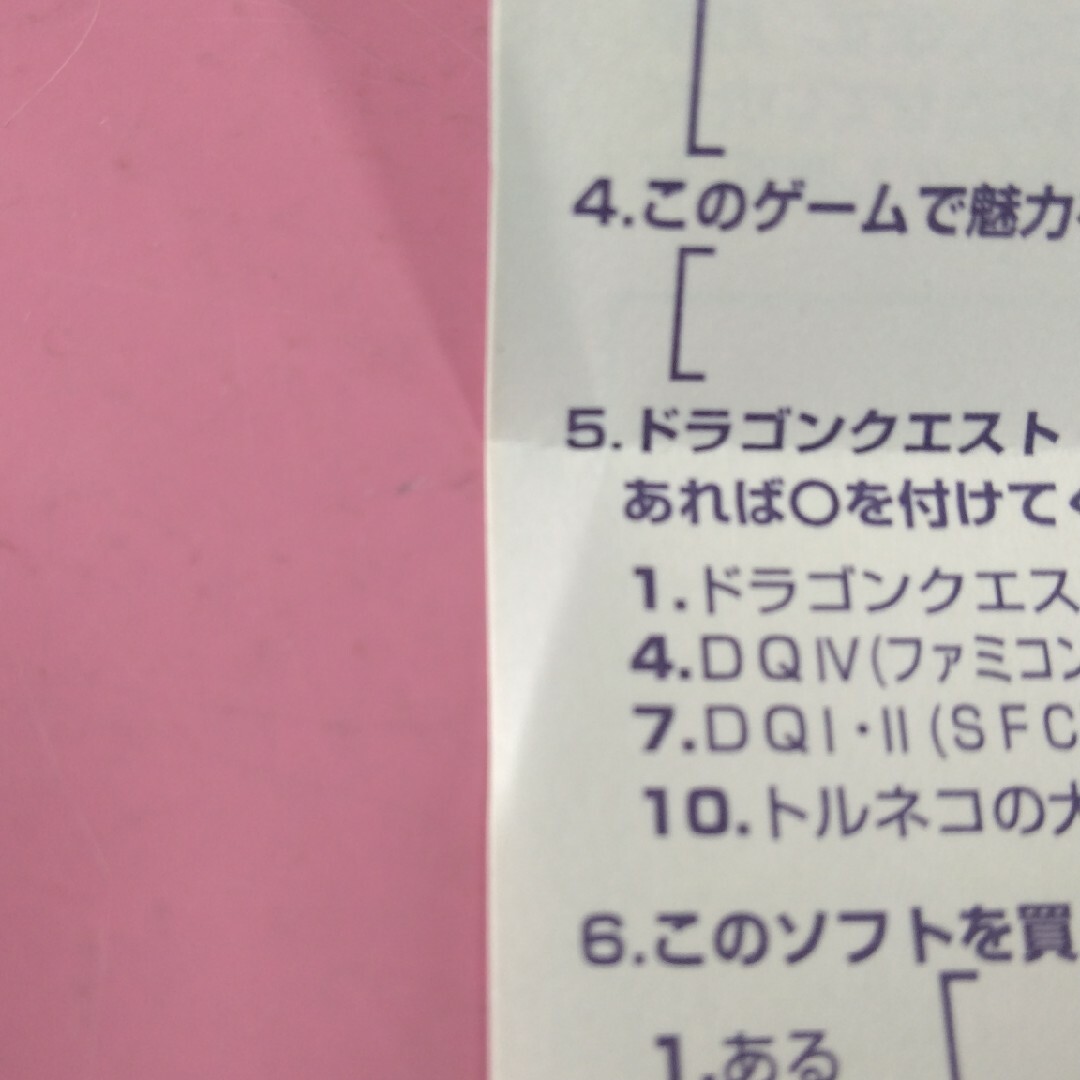 4.このゲームで魅力
5.ドラゴンクエスト
あれば○を付けて
1.ドラゴンクエス
4.DQⅣ(ファミコン
7.DQⅠ・Ⅱ(SFC
10.トルネコの
6.このソフトを買
1.ある